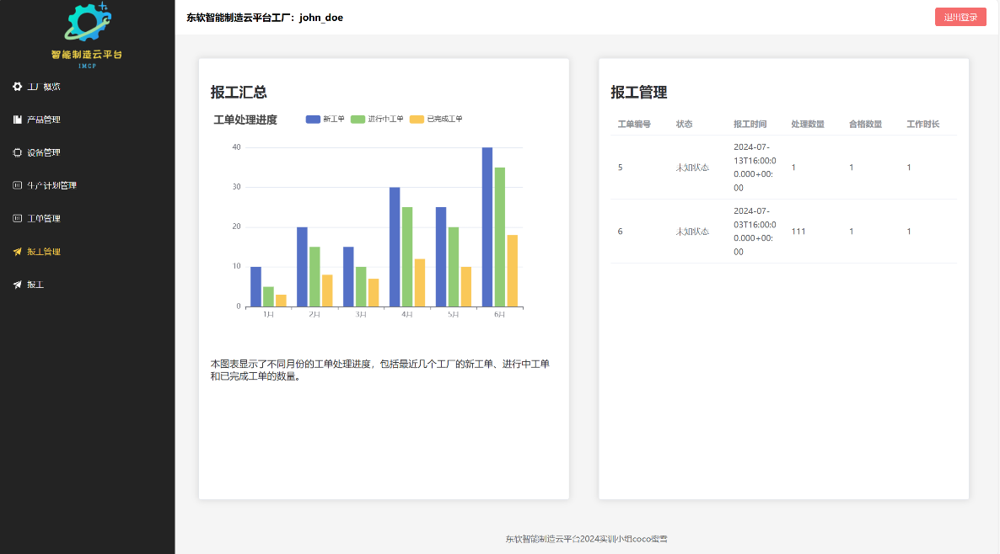 智能制造云平台
IMCP
工厂概览
产品管理
设备管理
生产计划管理
工单管理
报工管理
报工
东软智能制造云平台工厂：john_doe
退出登录
报工汇总
工单处理进度
新工单 进行中工单 已完成工单
40
30
20
10
0
1月 2月 3月 4月 5月 6月
本图表显示了不同月份的工单处理进度，包括最近几个工厂的新工单、进行中工单
和已完成工单的数量。
报工管理
工单编号 状态 报工时间 处理数量 合格数量 工作时长
5 未知状态 2024-07-
13T16:00:0
0.000+00:
00
1 1 1
6 未知状态 2024-07-
03T16:00:0
0.000+00:
00
111 1 1
东软智能制造云平台2024实训小组coco蜜雪